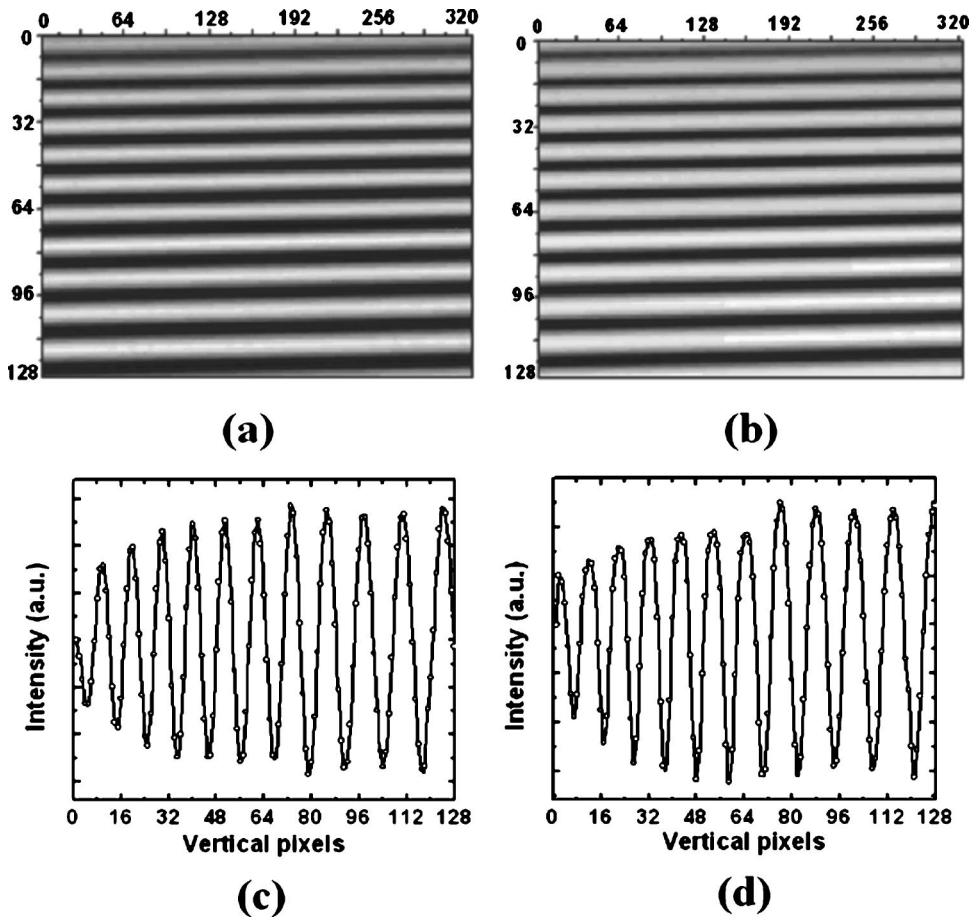 0 64 128 192 256 320
0
32
64
96
128
(a)
0 64 128 192 256 320
0
32
64
96
128
(b)
Intensity (a.u.)
0 16 32 48 64 80 96 112 128
Vertical pixels
(c)
Intensity (a.u.)
0 16 32 48 64 80 96 112 128
Vertical pixels
(d)